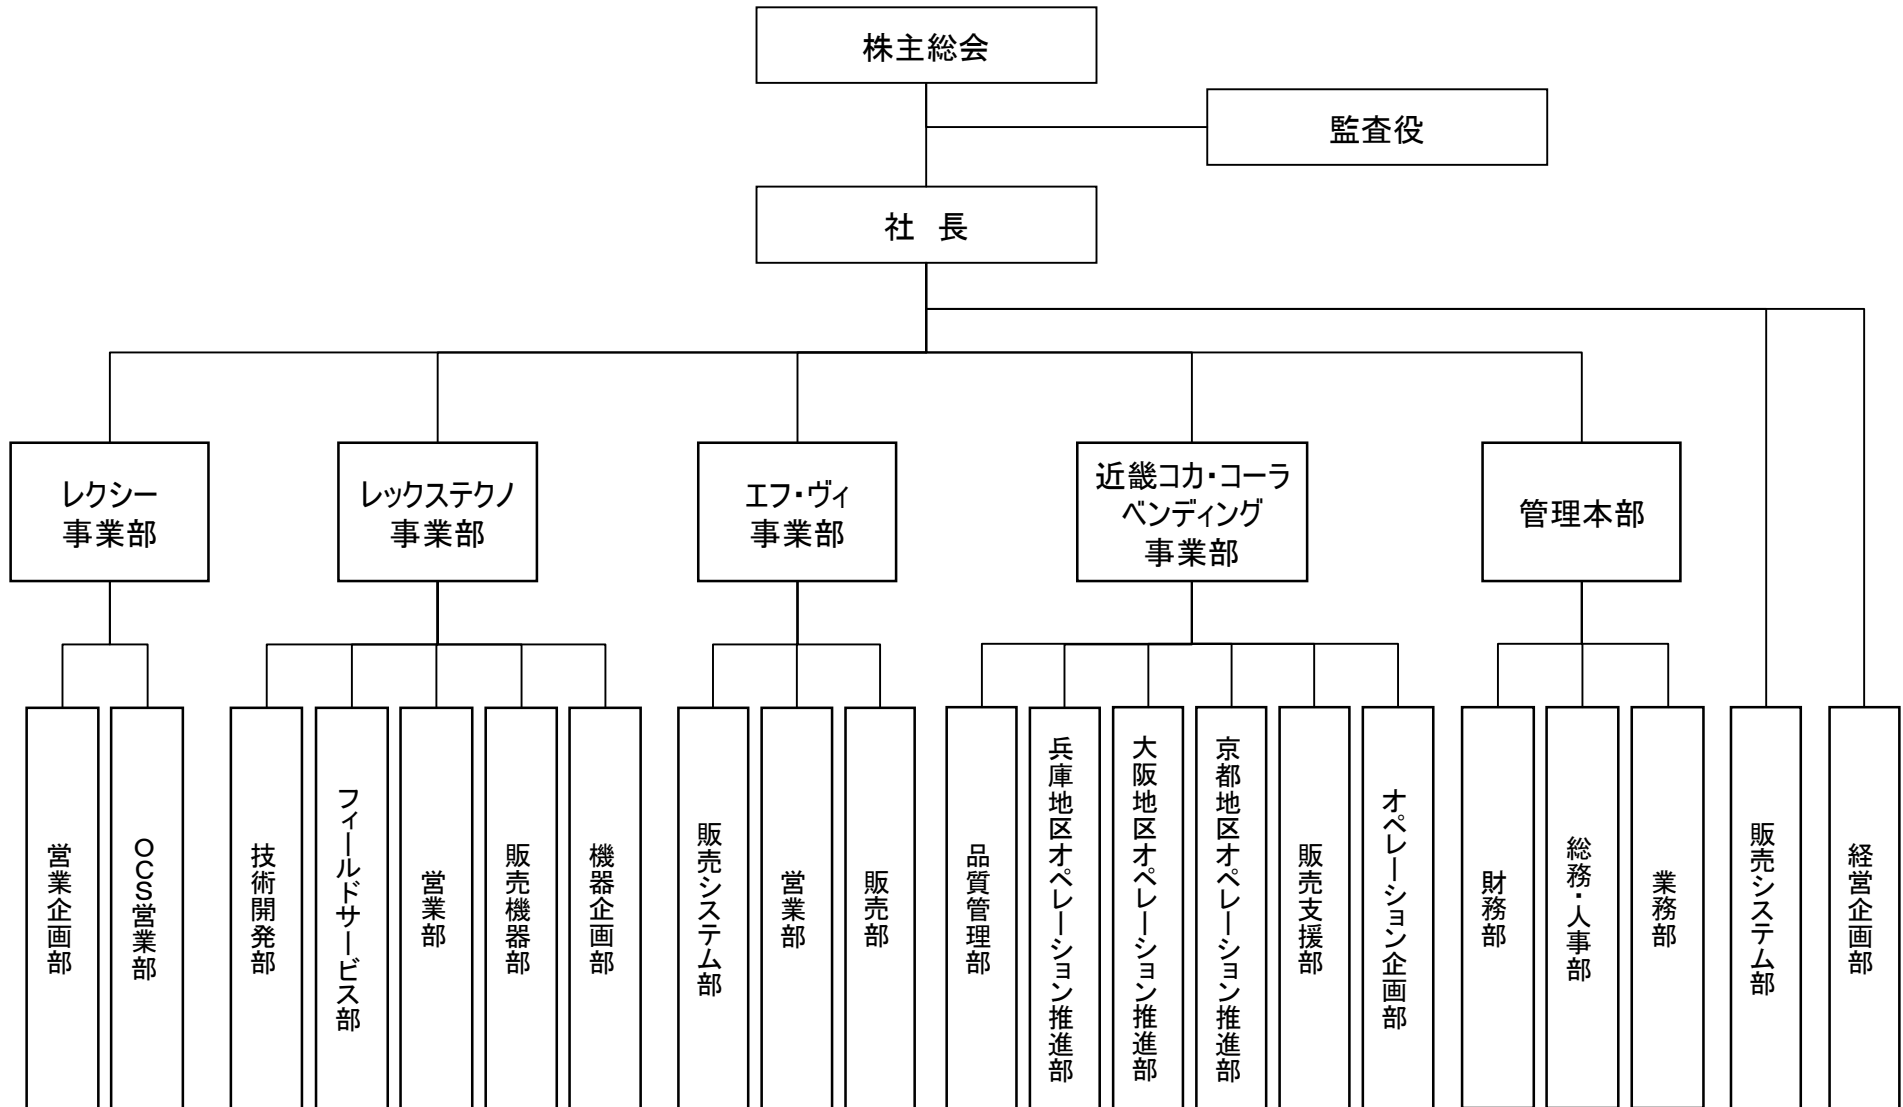 株主総会
監査役
社　長
レクシー
事業部
レックステクノ
事業部
エフ・ヴィ
事業部
近畿コカ・コーラ
ベンディング
事業部
管理本部
営業企画部
ＯＣＳ営業部
技術開発部
フィールドサービス部
営業部
販売機器部
機器企画部
販売システム部
営業部
販売部
品質管理部
兵庫地区オペレーション推進部
大阪地区オペレーション推進部
京都地区オペレーション推進部
販売支援部
オペレーション企画部
財務部
総務・人事部
業務部
販売システム部
経営企画部